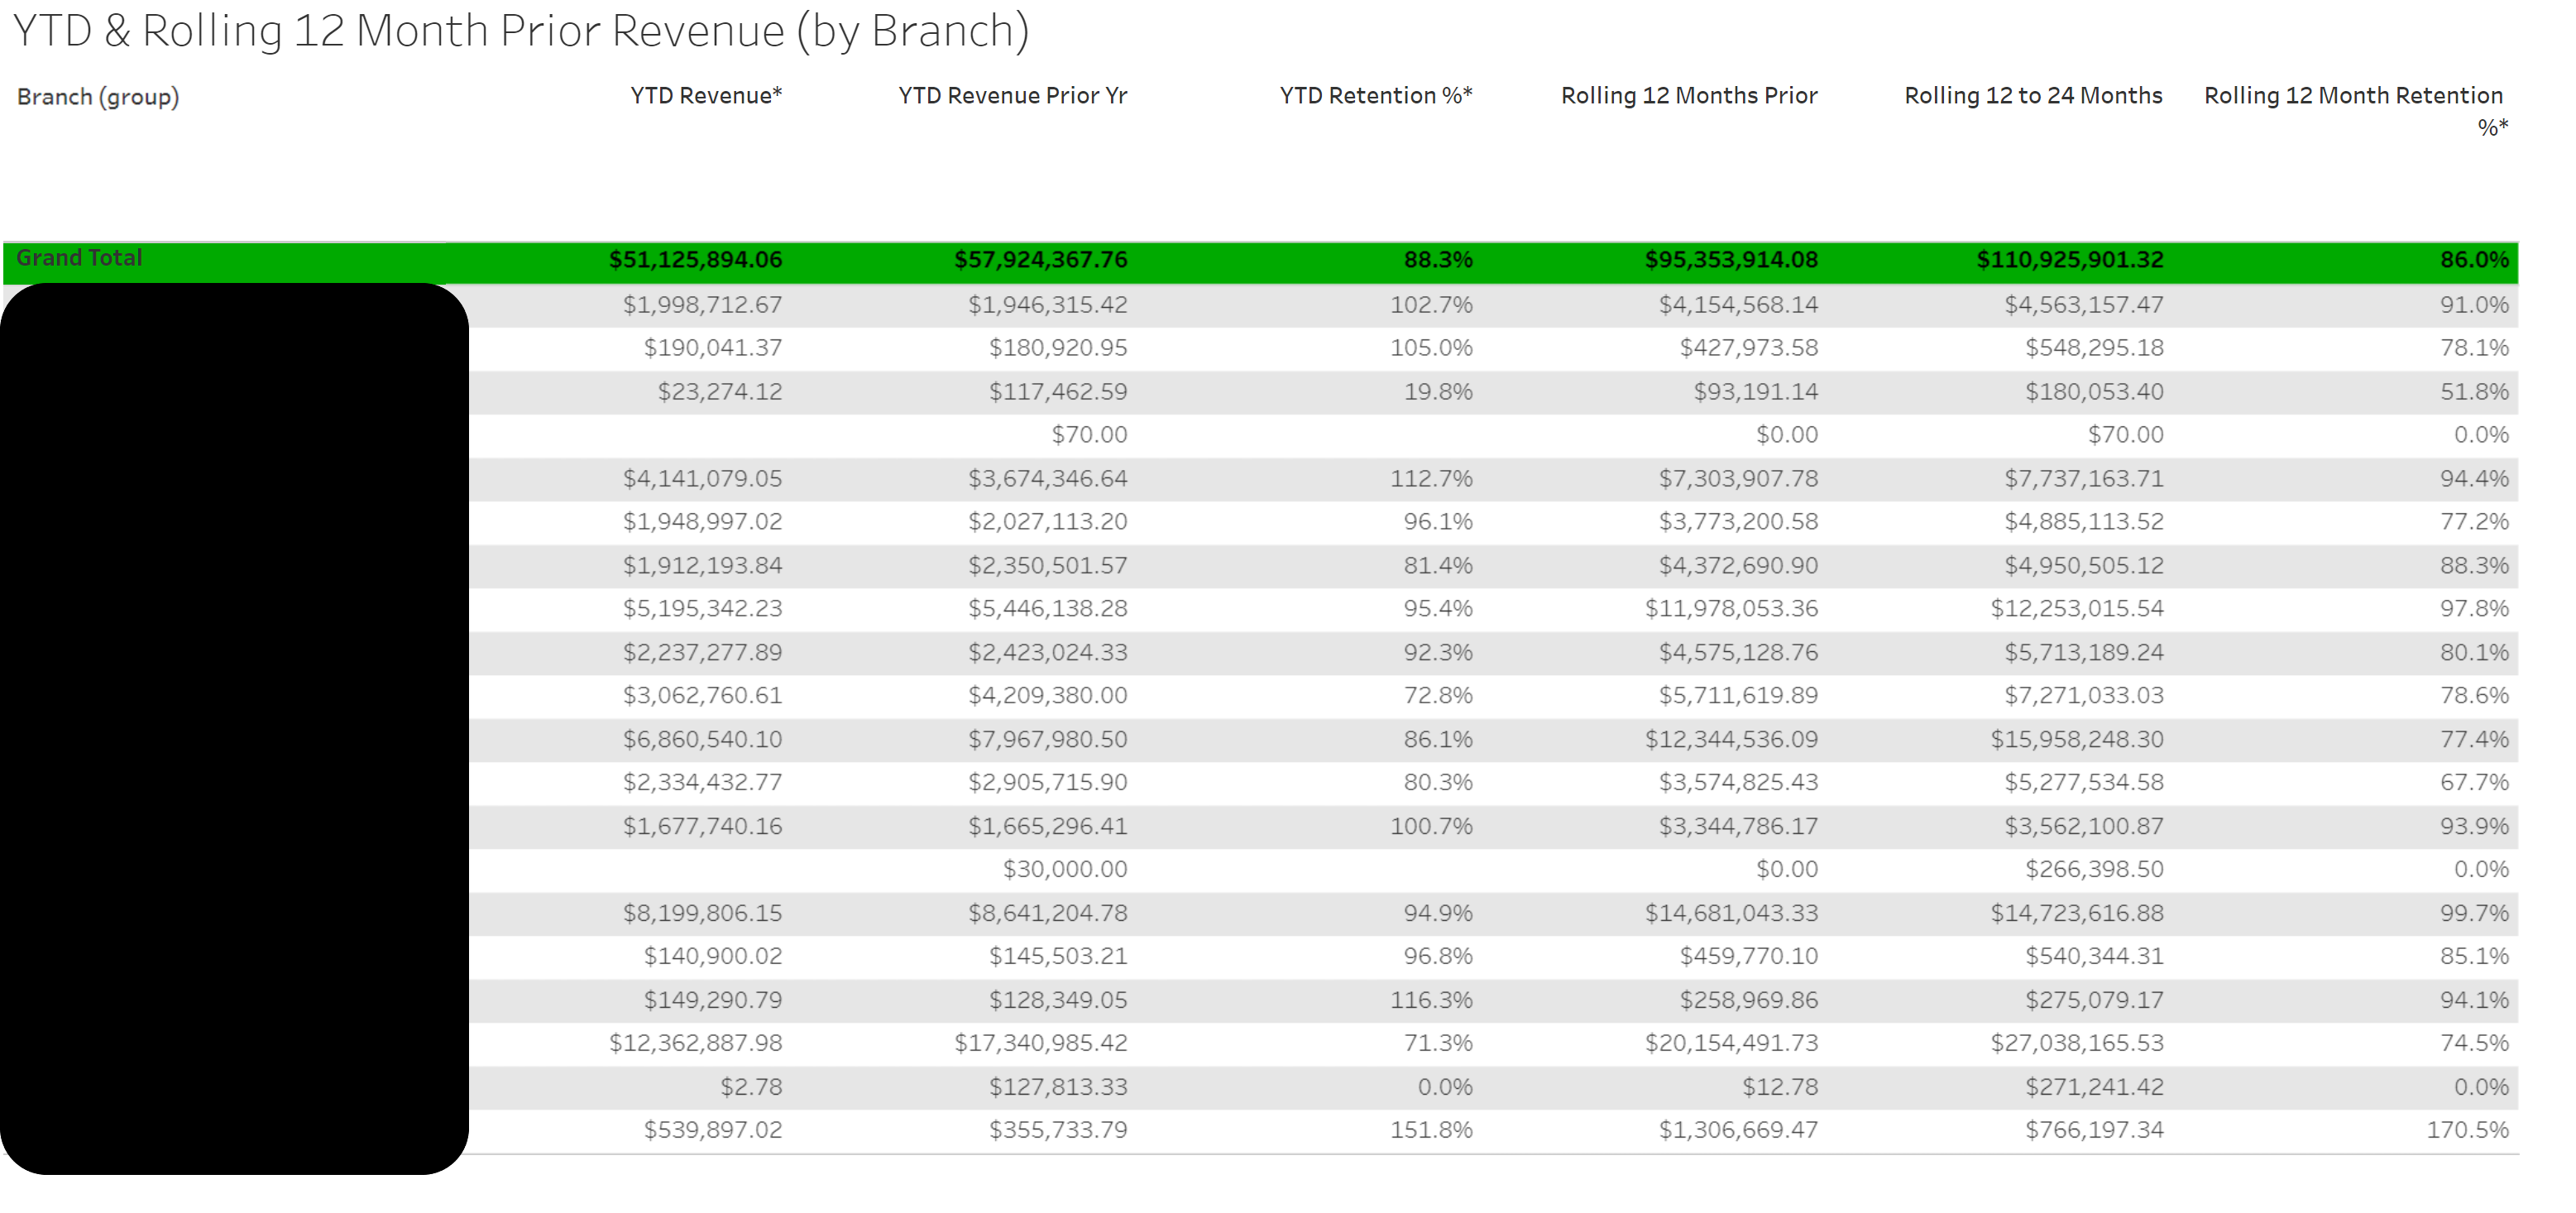 YTD & Rolling 12 Month Prior Revenue (by Branch)
Branch (group) YTD Revenue* YTD Revenue Prior Yr YTD Retention %* Rolling 12 Months Prior Rolling 12 to 24 Months Rolling 12 Month Retention %*
Grand Total $51,125,894.06 $57,924,367.76 88.3% $95,353,914.08 $110,925,901.32 86.0%
$1,998,712.67 $1,946,315.42 102.7% $4,154,568.14 $4,563,157.47 91.0%
$190,041.37 $180,920.95 105.0% $427,973.58 $548,295.18 78.1%
$23,274.12 $117,462.59 19.8% $93,191.14 $180,053.40 51.8%
$70.00 $0.00 $70.00 0.0%
$4,141,079.05 $3,674,346.64 112.7% $7,303,907.78 $7,737,163.71 94.4%
$1,948,997.02 $2,027,113.20 96.1% $3,773,200.58 $4,885,113.52 77.2%
$1,912,193.84 $2,350,501.57 81.4% $4,372,690.90 $4,950,505.12 88.3%
$5,195,342.23 $5,446,138.28 95.4% $11,978,053.36 $12,253,015.54 97.8%
$2,237,277.89 $2,423,024.33 92.3% $4,575,128.76 $5,713,189.24 80.1%
$3,062,760.61 $4,209,380.00 72.8% $5,711,619.89 $7,271,033.03 78.6%
$6,860,540.10 $7,967,980.50 86.1% $12,344,536.09 $15,958,248.30 77.4%
$2,334,432.77 $2,905,715.90 80.3% $3,574,825.43 $5,277,534.58 67.7%
$1,677,740.16 $1,665,296.41 100.7% $3,344,786.17 $3,562,100.87 93.9%
$30,000.00 $0.00 $266,398.50 0.0%
$8,199,806.15 $8,641,204.78 94.9% $14,681,043.33 $14,723,616.88 99.7%
$140,900.02 $145,503.21 96.8% $459,770.10 $540,344.31 85.1%
$149,290.79 $128,349.05 116.3% $258,969.86 $275,079.17 94.1%
$12,362,887.98 $17,340,985.42 71.3% $20,154,491.73 $27,038,165.53 74.5%
$2.78 $127,813.33 0.0% $12.78 $271,241.42 0.0%
$539,897.02 $355,733.79 151.8% $1,306,669.47 $766,197.34 170.5%